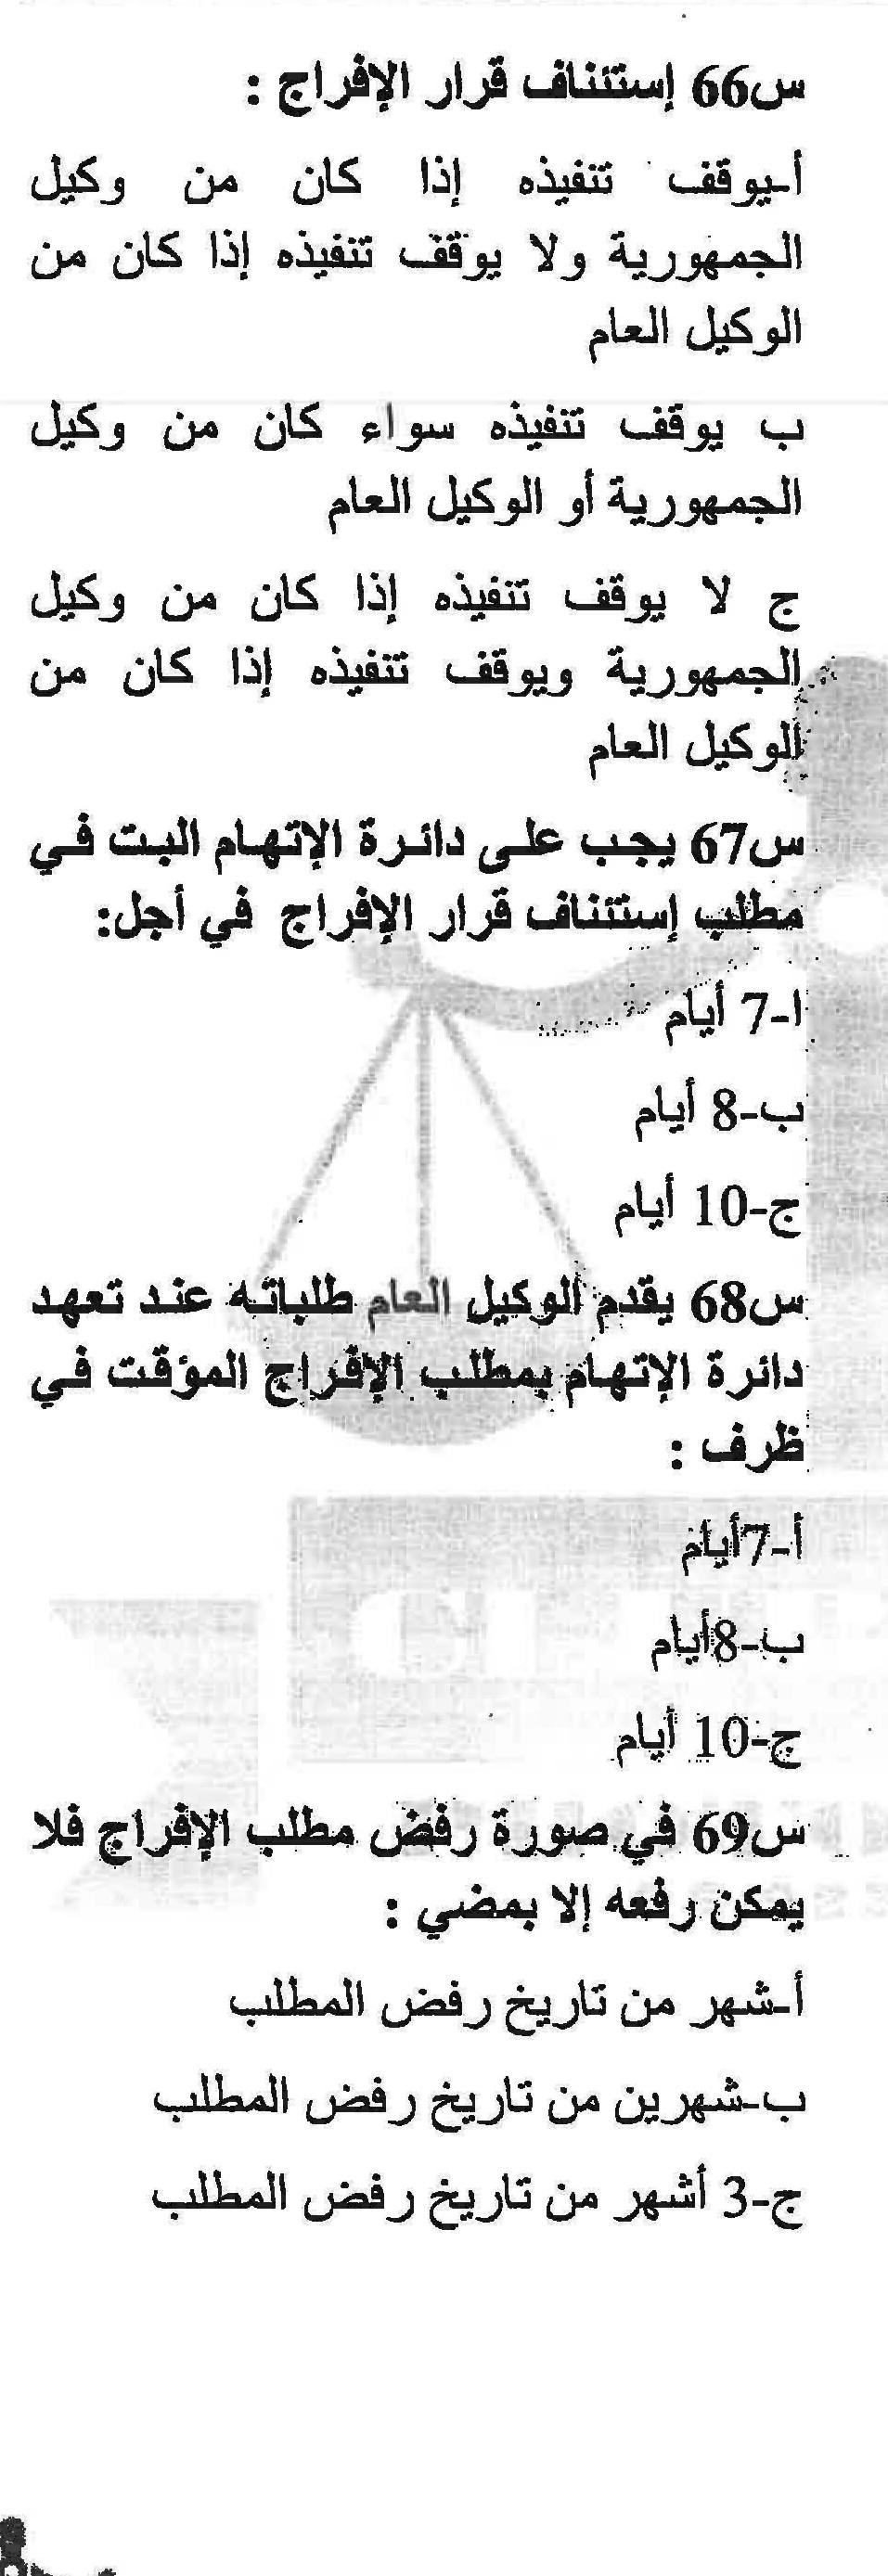 س66 إستئناف قرار الإفراج :
أ-يوقف تنفيذه إذا كان من وكيل
الجمهورية ولا يوقف تنفيذه إذا كان من
الوكيل العام
ب يوقف تنفيذه سواء كان من وكيل
الجمهورية أو الوكيل العام
ج لا يوقف تنفيذه إذا كان من وكيل
الجمهورية ويوقف تنفيذه إذا كان من
الوكيل العام
س67 يجب على دائرة الإتهام البت في
مطلب إستئناف قرار الإفراج في أجل:
ا-7 أيام
ب-8 أيام
ج-10 أيام
س68 يقدم الوكيل العام طلباته عند تعهد
دائرة الإتهام بمطلب الإفراج المؤقت في
ظرف :
أ-7أيام
ب-8أيام
ج-10 أيام
س69 في صورة رفض مطلب الإفراج فلا
يمكن رفعه إلا بمضي :
أ-شهر من تاريخ رفض المطلب
ب-شهرين من تاريخ رفض المطلب
ج-3 أشهر من تاريخ رفض المطلب